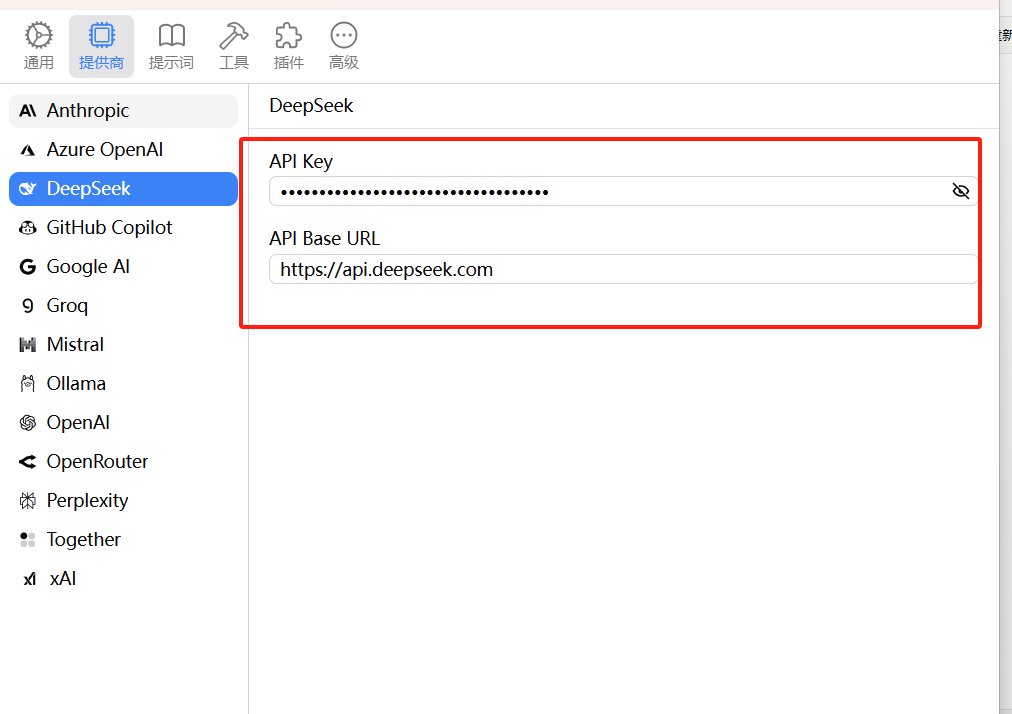 通用 提供商 提示词 工具 插件 高级
Anthropic
Azure OpenAI
DeepSeek
GitHub Copilot
Google AI
Groq
Mistral
Ollama
OpenAI
OpenRouter
Perplexity
Together
xAI
DeepSeek
API Key
•••••••••••••••••••••••••••••••••••
API Base URL
https://api.deepseek.com